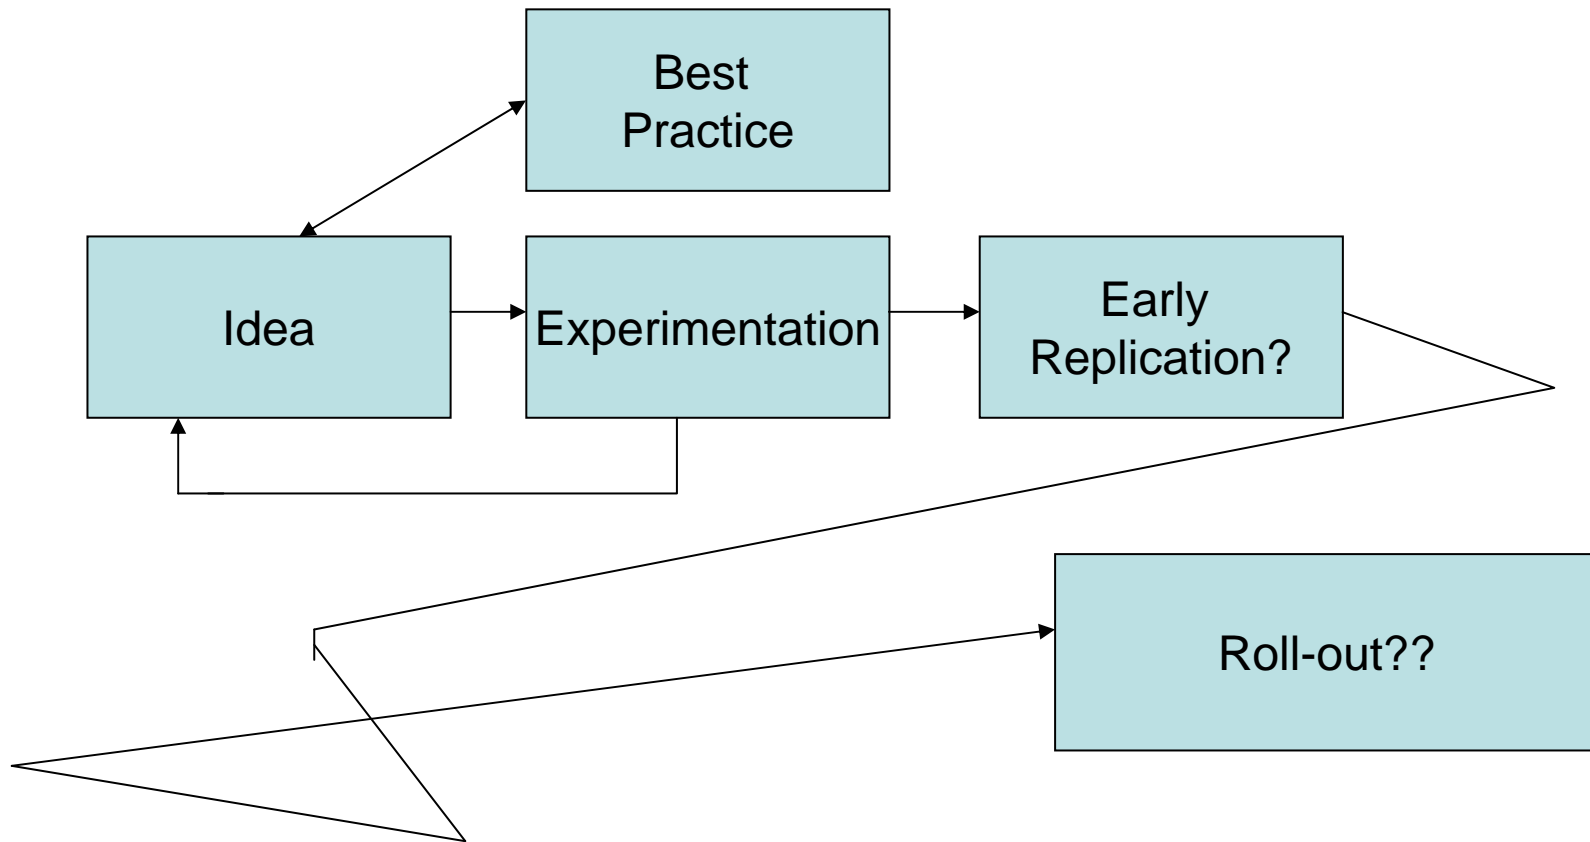 Best
Practice
Idea
Experimentation
Early
Replication?
Roll-out??